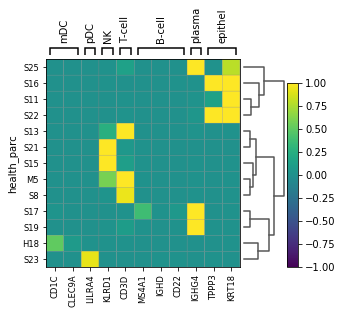 mDC pDC NK T-cell B-cell plasma epithel
health_parc
S25
S16
S11
S22
S13
S21
S15
M5
S8
S17
S19
H18
S23
CD1C CLEC9A LILRA4 KLRD1 CD3D MS4A1 IGHD CD22 IGHG4 TPPP3 KRT18
1.00
0.75
0.50
0.25
0.00
−0.25
−0.50
−0.75
−1.00